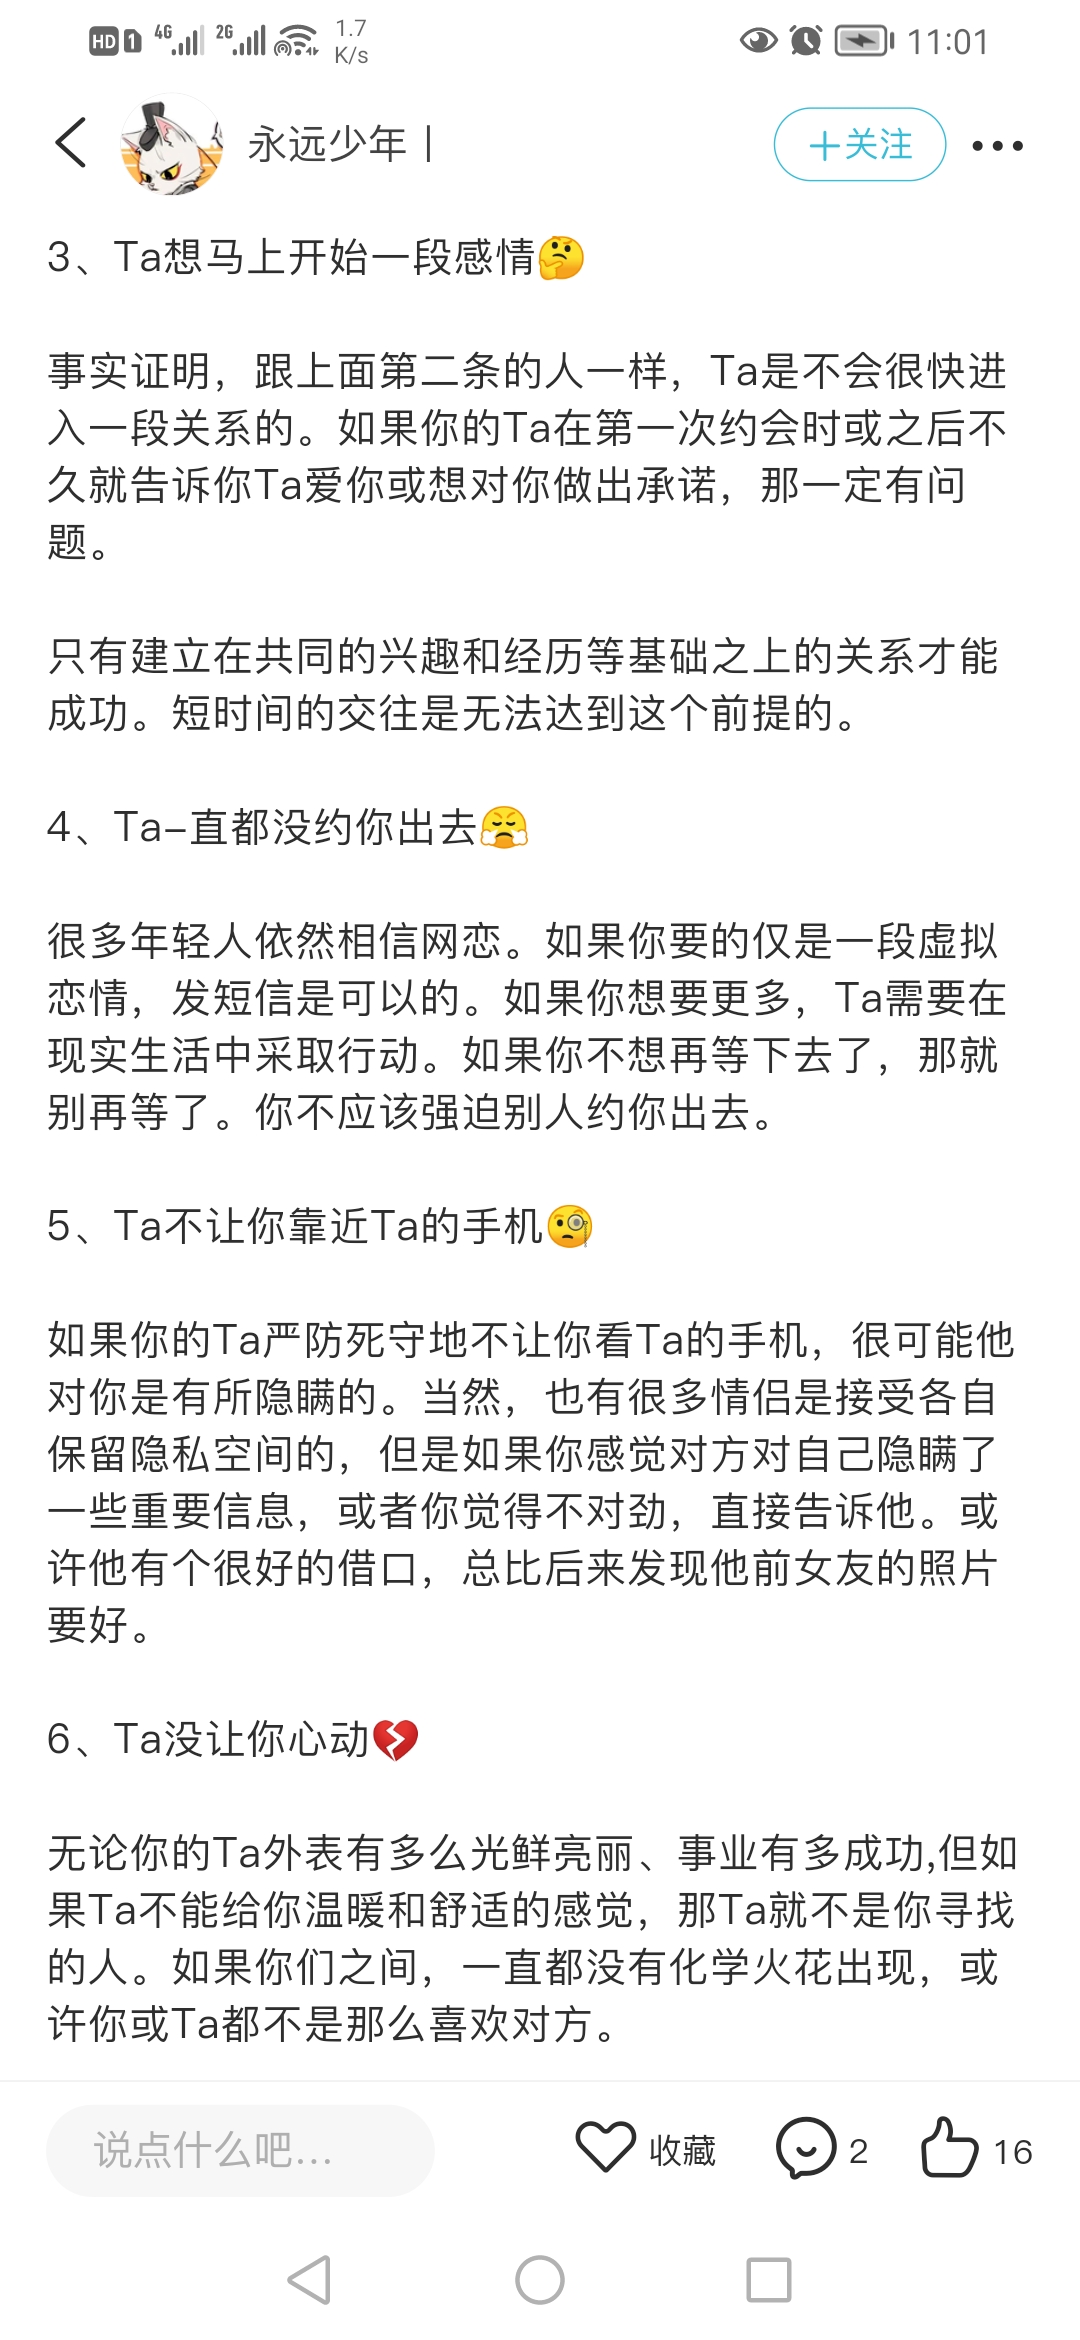 HD 1 4G 2G 1.7 K/s 11:01
永远少年丨
+关注
3、Ta想马上开始一段感情🤔
事实证明，跟上面第二条的人一样，Ta是不会很快进
入一段关系的。如果你的Ta在第一次约会时或之后不
久就告诉你Ta爱你或想对你做出承诺，那一定有问
题。
只有建立在共同的兴趣和经历等基础之上的关系才能
成功。短时间的交往是无法达到这个前提的。
4、Ta–直都没约你出去😤
很多年轻人依然相信网恋。如果你要的仅是一段虚拟
恋情，发短信是可以的。如果你想要更多，Ta需要在
现实生活中采取行动。如果你不想再等下去了，那就
别再等了。你不应该强迫别人约你出去。
5、Ta不让你靠近Ta的手机🧐
如果你的Ta严防死守地不让你看Ta的手机，很可能他
对你是有所隐瞒的。当然，也有很多情侣是接受各自
保留隐私空间的，但是如果你感觉对方对自己隐瞒了
一些重要信息，或者你觉得不对劲，直接告诉他。或
许他有个很好的借口，总比后来发现他前女友的照片
要好。
6、Ta没让你心动💔
无论你的Ta外表有多么光鲜亮丽、事业有多成功,但如
果Ta不能给你温暖和舒适的感觉，那Ta就不是你寻找
的人。如果你们之间，一直都没有化学火花出现，或
许你或Ta都不是那么喜欢对方。
说点什么吧... 收藏 2 16